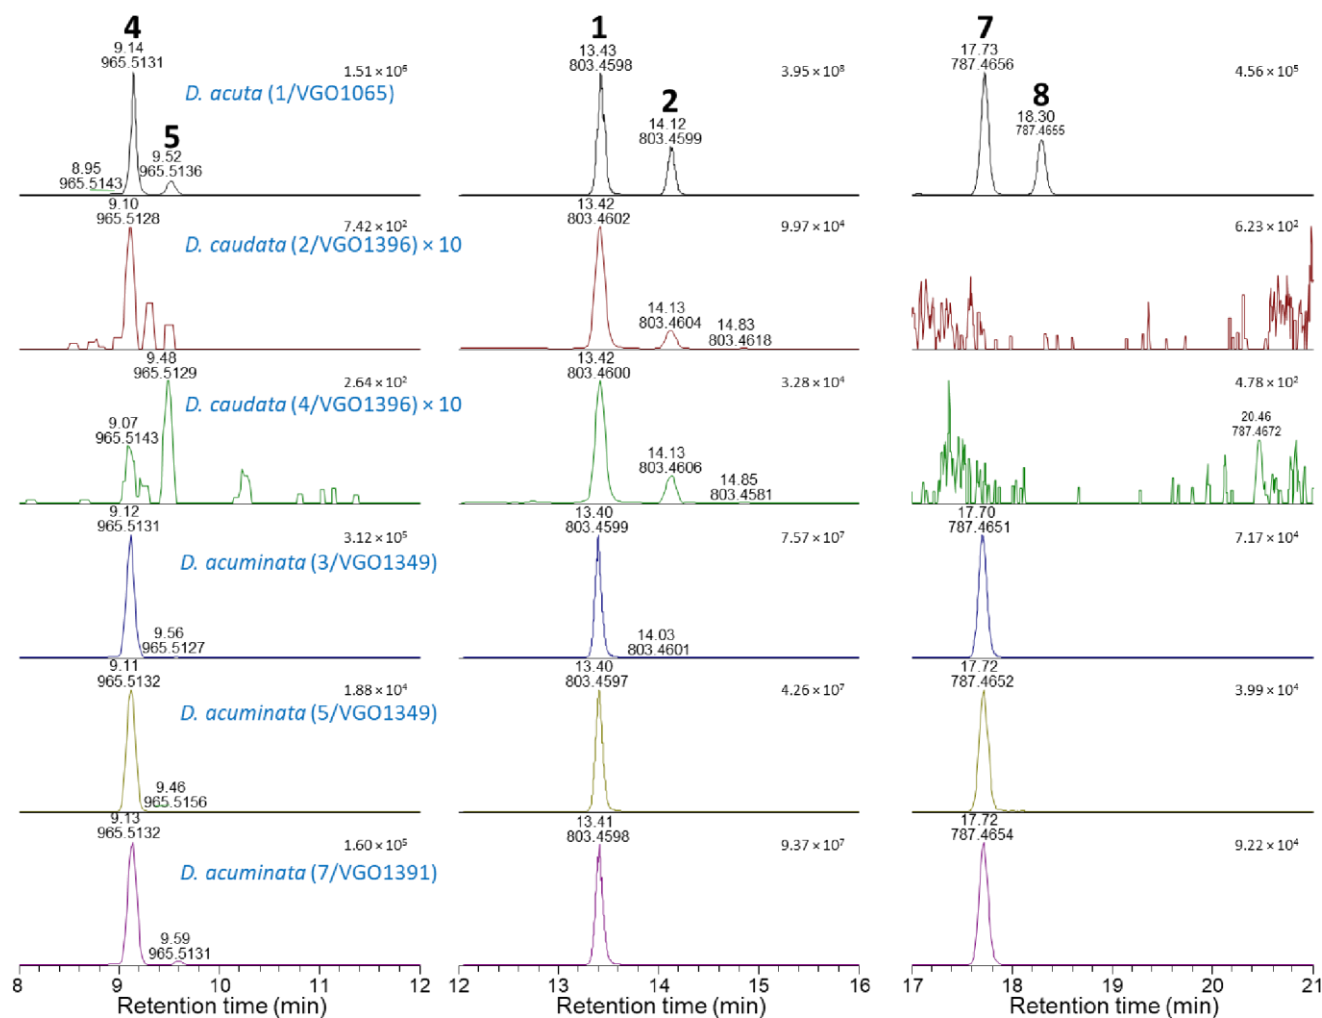 4
1
7
9.14
965.5131
1.51 × 10⁶
D. acuta (1/VGO1065)
5
9.52
965.5136
8.95
965.5143
13.43
803.4598
3.95 × 10⁸
2
14.12
803.4599
17.73
787.4656
4.56 × 10⁵
8
18.30
787.4655
9.10
965.5128
7.42 × 10²
D. caudata (2/VGO1396) × 10
13.42
803.4602
9.97 × 10⁴
14.13
803.4604
14.83
803.4618
6.23 × 10²
9.48
965.5129
2.64 × 10²
D. caudata (4/VGO1396) × 10
9.07
965.5143
13.42
803.4600
3.28 × 10⁴
14.13
803.4606
14.85
803.4581
4.78 × 10²
20.46
787.4672
9.12
965.5131
3.12 × 10⁵
D. acuminata (3/VGO1349)
9.56
965.5127
13.40
803.4599
7.57 × 10⁷
14.03
803.4601
17.70
787.4651
7.17 × 10⁴
9.11
965.5132
1.88 × 10⁴
D. acuminata (5/VGO1349)
9.46
965.5156
13.40
803.4597
4.26 × 10⁷
17.72
787.4652
3.99 × 10⁴
9.13
965.5132
1.60 × 10⁵
D. acuminata (7/VGO1391)
9.59
965.5131
13.41
803.4598
9.37 × 10⁷
17.72
787.4654
9.22 × 10⁴
8 9 10 11 12
12 13 14 15 16
17 18 19 20 21
Retention time (min)
Retention time (min)
Retention time (min)